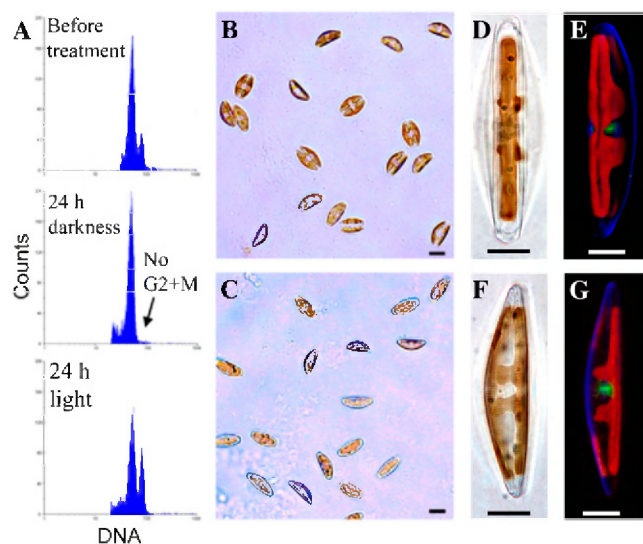 A
Before
treatment
24 h
darkness
No
G2+M
24 h
light
Counts
DNA
B
C
D
E
F
G